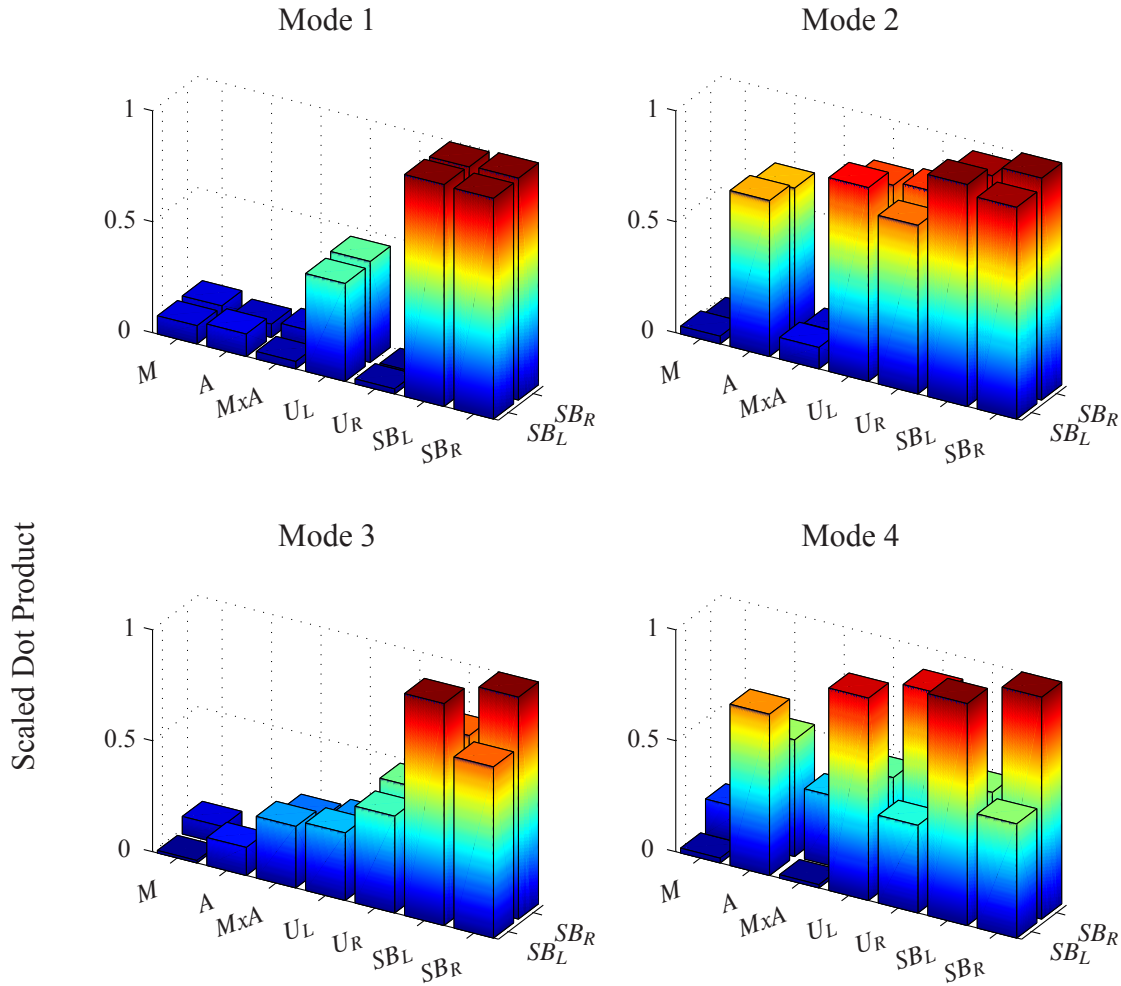 Mode 1
1
0.5
0
M
A
MxA
UL
UR
SBL
SBR
SBL
SBR
Mode 2
1
0.5
0
M
A
MxA
UL
UR
SBL
SBR
SBL
SBR
Scaled Dot Product
Mode 3
1
0.5
0
M
A
MxA
UL
UR
SBL
SBR
SBL
SBR
Mode 4
1
0.5
0
M
A
MxA
UL
UR
SBL
SBR
SBL
SBR